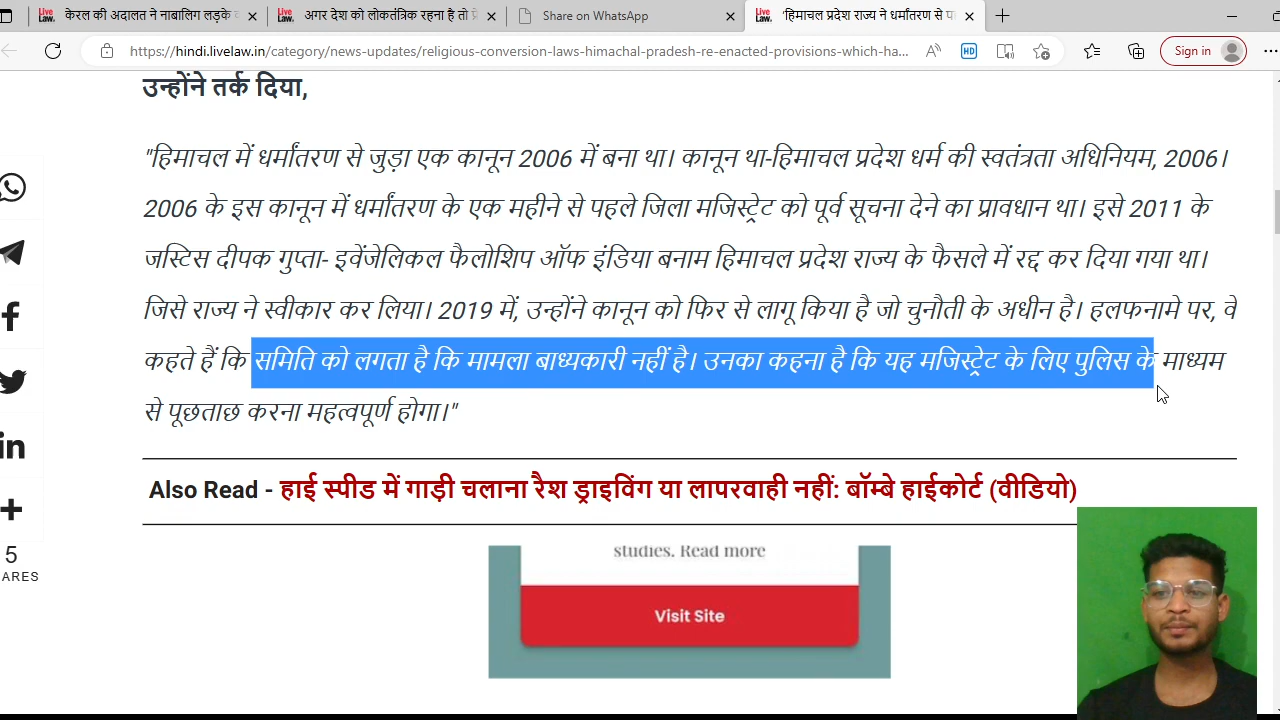 केरल की अदालत ने नाबालिग लड़के
अगर देश को लोकतंत्रिक रहना है तो
Share on WhatsApp
'हिमाचल प्रदेश राज्य ने धर्मांतरण से
https://hindi.livelaw.in/category/news-updates/religious-conversion-laws-himachal-pradesh-re-enacted-provisions-which-ha...
HD
Sign in
उन्होंने तर्क दिया,
"हिमाचल में धर्मांतरण से जुड़ा एक कानून 2006 में बना था। कानून था-हिमाचल प्रदेश धर्म की स्वतंत्रता अधिनियम, 2006।
2006 के इस कानून में धर्मांतरण के एक महीने से पहले जिला मजिस्ट्रेट को पूर्व सूचना देने का प्रावधान था। इसे 2011 के
जस्टिस दीपक गुप्ता- इवेंजेलिकल फैलोशिप ऑफ इंडिया बनाम हिमाचल प्रदेश राज्य के फैसले में रद्द कर दिया गया था।
जिसे राज्य ने स्वीकार कर लिया। 2019 में, उन्होंने कानून को फिर से लागू किया है जो चुनौती के अधीन है। हलफनामे पर, वे
कहते हैं कि समिति को लगता है कि मामला बाध्यकारी नहीं है। उनका कहना है कि यह मजिस्ट्रेट के लिए पुलिस के माध्यम
से पूछताछ करना महत्वपूर्ण होगा।"
5
ARES
Also Read - हाई स्पीड में गाड़ी चलाना रैश ड्राइविंग या लापरवाही नहीं: बॉम्बे हाईकोर्ट (वीडियो)
studies. Read more
Visit Site